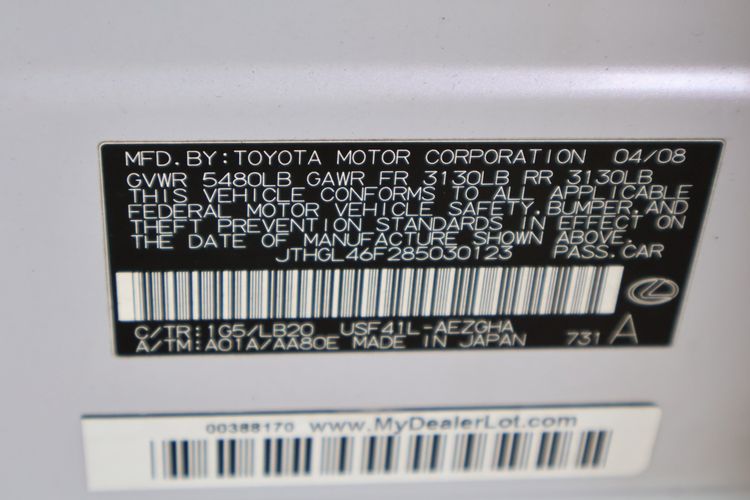 MFD.BY:TOYOTA MOTOR CORPORATION 04/08
GVWR 5480LB GAWR FR 3130LB RR 3130LB
THIS VEHICLE CONFORMS TO ALL APPLICABLE
FEDERAL MOTOR VEHICLE SAFETY,BUMPER,AND
THEFT PREVENTION STANDARDS IN EFFECT ON
THE DATE OF MANUFACTURE SHOWN ABOVE.
JTHGL46F285030123 PASS.CAR
C/TR:1G5/LB20 USF41L-AEZGHA
A/TM:A01A/AA80E MADE IN JAPAN 731 A
00388170 www.MyDealerLot.com